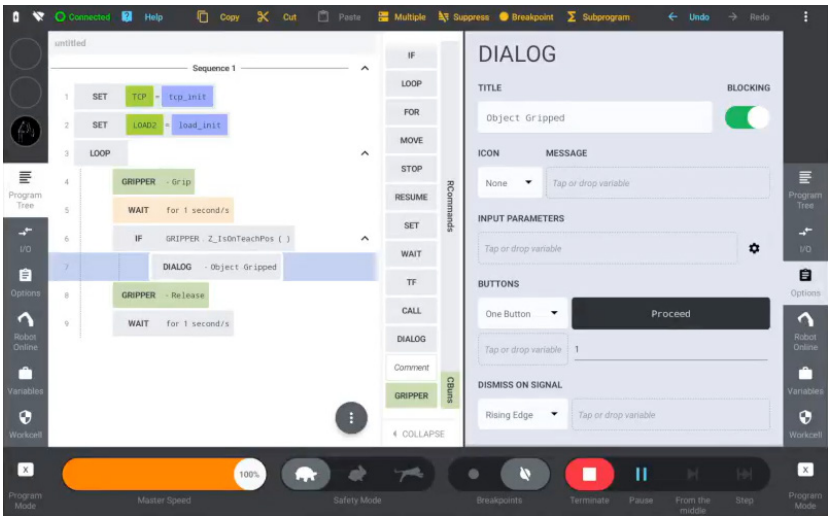 Connected Help Copy Cut Paste Multiple Suppress Breakpoint Subprogram Undo Redo
untitled
Sequence 1
1 SET TCP = tcp_init
2 SET LOAD2 = load_init
3 LOOP
4 GRIPPER - Grip
5 WAIT for 1 second/s
6 IF GRIPPER . Z_IsOnTeachPos ( )
7 DIALOG - Object Gripped
8 GRIPPER - Release
9 WAIT for 1 second/s
Program
Tree
I/O
Options
Robot
Online
Variables
Workcell
IF
LOOP
FOR
MOVE
STOP
RESUME
SET
WAIT
TF
CALL
DIALOG
Comment
GRIPPER
COLLAPSE
RCommands
CBuns
DIALOG
TITLE BLOCKING
Object Gripped
ICON MESSAGE
None Tap or drop variable
INPUT PARAMETERS
Tap or drop variable
BUTTONS
One Button Proceed
Tap or drop variable 1
DISMISS ON SIGNAL
Rising Edge Tap or drop variable
Program
Tree
I/O
Options
Robot
Online
Variables
Workcell
X
Program
Mode
100%
Master Speed
Safety Mode
Breakpoints
Terminate
Pause
From the
middle
Step
X
Program
Mode